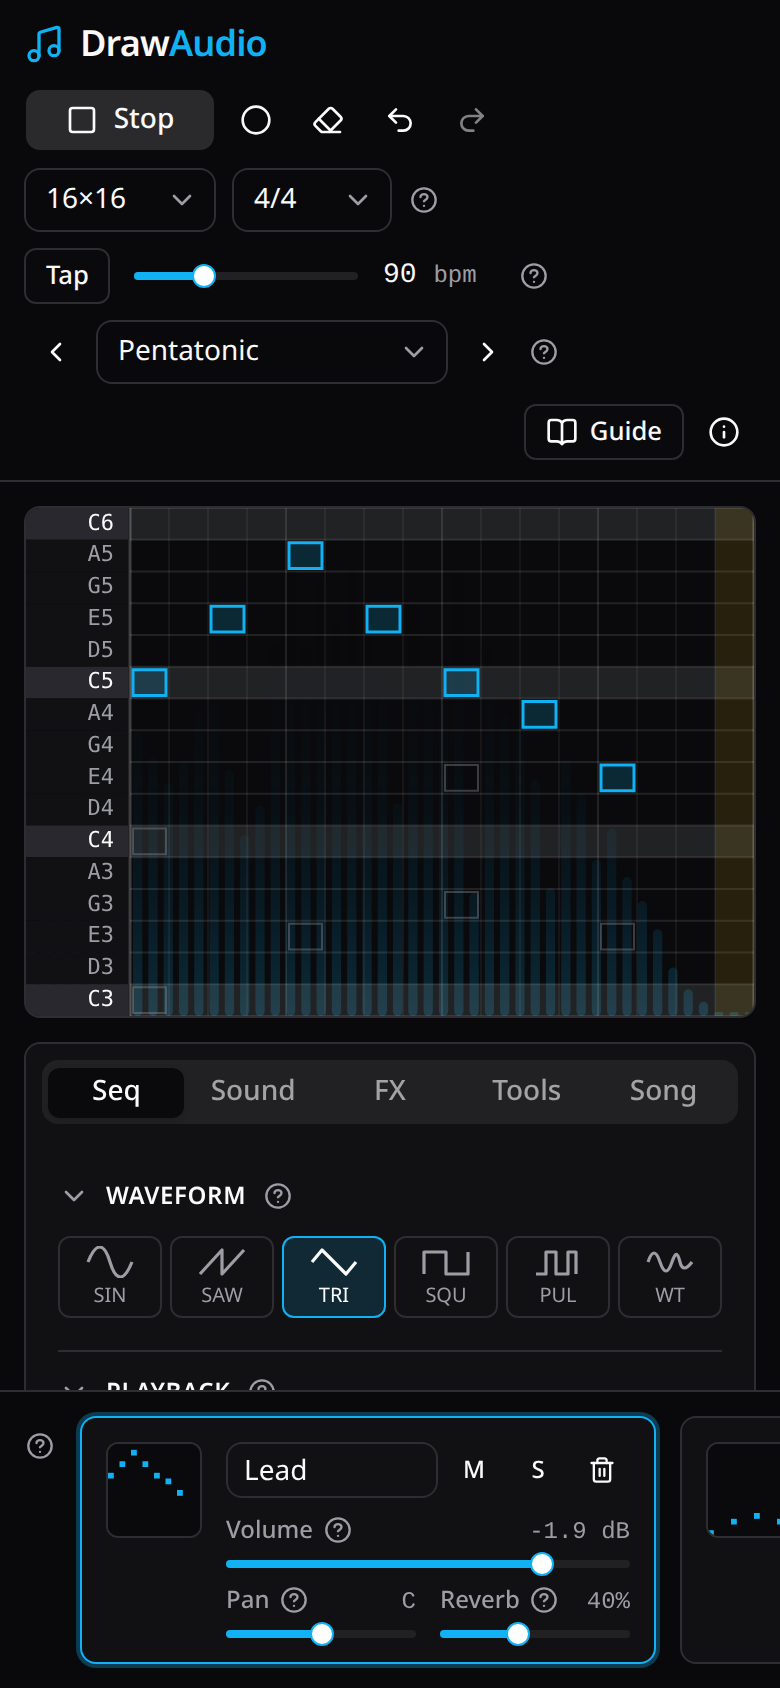 DrawAudio
Stop
16×16 4/4
Tap 90 bpm
Pentatonic
Guide
C6
A5
G5
E5
D5
C5
A4
G4
E4
D4
C4
A3
G3
E3
D3
C3
Seq Sound FX Tools Song
WAVEFORM
SIN SAW TRI SQU PUL WT
PLAYBACK
Lead M S
Volume -1.9 dB
Pan C Reverb 40%